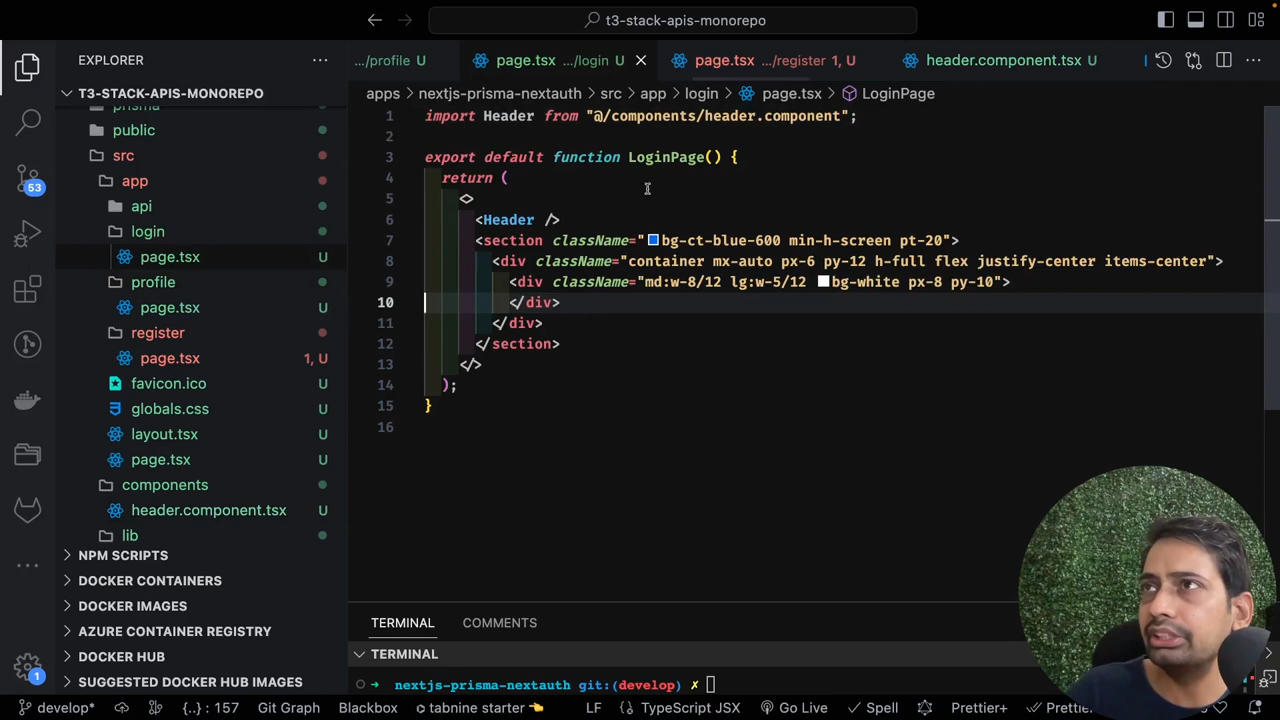 t3-stack-apis-monorepo
EXPLORER
.../profile U
page.tsx .../login U
page.tsx .../register 1, U
header.component.tsx U
T3-STACK-APIS-MONOREPO
apps > nextjs-prisma-nextauth > src > app > login > page.tsx > LoginPage
prisma
public
src
app
api
login
page.tsx U
profile
page.tsx U
register
page.tsx 1, U
favicon.ico U
globals.css U
layout.tsx U
page.tsx U
components
header.component.tsx U
lib
NPM SCRIPTS
DOCKER CONTAINERS
DOCKER IMAGES
AZURE CONTAINER REGISTRY
DOCKER HUB
SUGGESTED DOCKER HUB IMAGES
53
1
1 import Header from "@/components/header.component";
2
3 export default function LoginPage() {
4 return (
5 <>
6 <Header />
7 <section className="bg-ct-blue-600 min-h-screen pt-20">
8 <div className="container mx-auto px-6 py-12 h-full flex justify-center items-center">
9 <div className="md:w-8/12 lg:w-5/12 bg-white px-8 py-10">
10 </div>
11 </div>
12 </section>
13 </>
14 );
15 }
16
TERMINAL COMMENTS
TERMINAL
→ nextjs-prisma-nextauth git:(develop) ✗
develop* {..} : 157 Git Graph Blackbox tabnine starter 👈 LF TypeScript JSX Go Live Spell Prettier+ Prettier